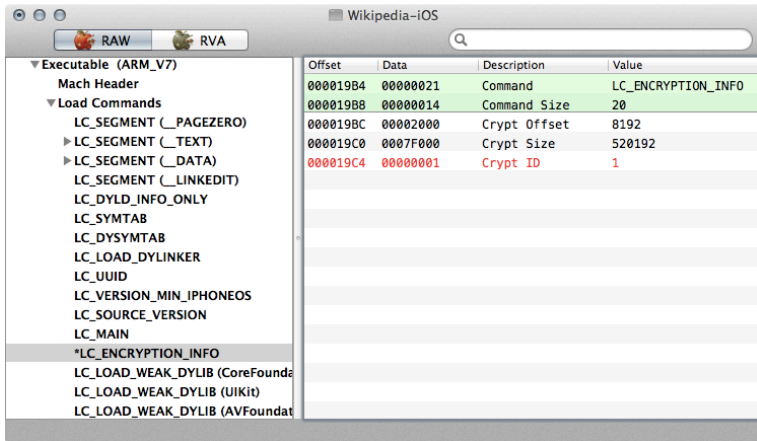 Wikipedia-iOS
RAW
RVA
Executable (ARM_V7)
Mach Header
Load Commands
LC_SEGMENT (__PAGEZERO)
LC_SEGMENT (__TEXT)
LC_SEGMENT (__DATA)
LC_SEGMENT (__LINKEDIT)
LC_DYLD_INFO_ONLY
LC_SYMTAB
LC_DYSYMTAB
LC_LOAD_DYLINKER
LC_UUID
LC_VERSION_MIN_IPHONEOS
LC_SOURCE_VERSION
LC_MAIN
*LC_ENCRYPTION_INFO
LC_LOAD_WEAK_DYLIB (CoreFounda
LC_LOAD_WEAK_DYLIB (UIKit)
LC_LOAD_WEAK_DYLIB (AVFoundat
Offset Data Description Value
000019B4 00000021 Command LC_ENCRYPTION_INFO
000019B8 00000014 Command Size 20
000019BC 00002000 Crypt Offset 8192
000019C0 0007F000 Crypt Size 520192
000019C4 00000001 Crypt ID 1